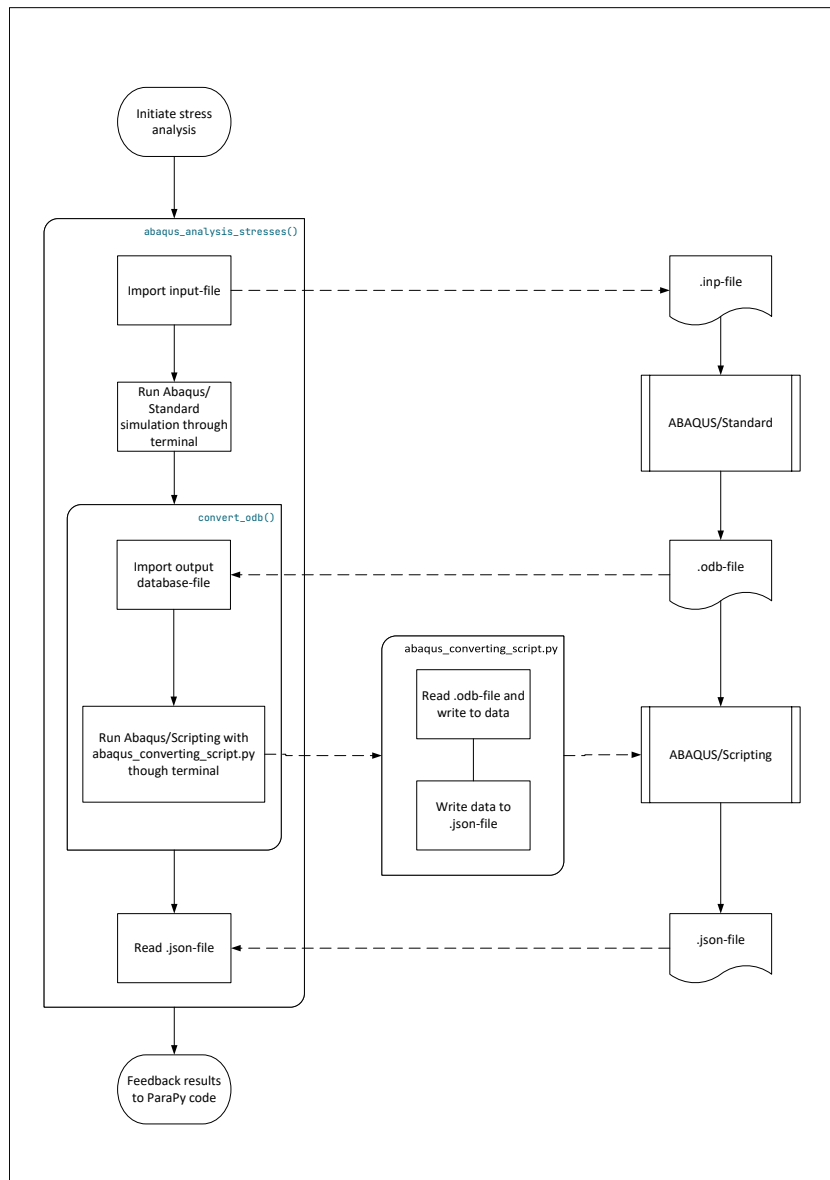 Initiate stress
analysis
abaqus_analysis_stresses()
Import input-file
.inp-file
Run Abaqus/
Standard
simulation through
terminal
ABAQUS/Standard
convert_odb()
Import output
database-file
.odb-file
abaqus_converting_script.py
Read .odb-file and
write to data
Run Abaqus/Scripting with
abaqus_converting_script.py
though terminal
ABAQUS/Scripting
Write data to
.json-file
Read .json-file
.json-file
Feedback results
to ParaPy code